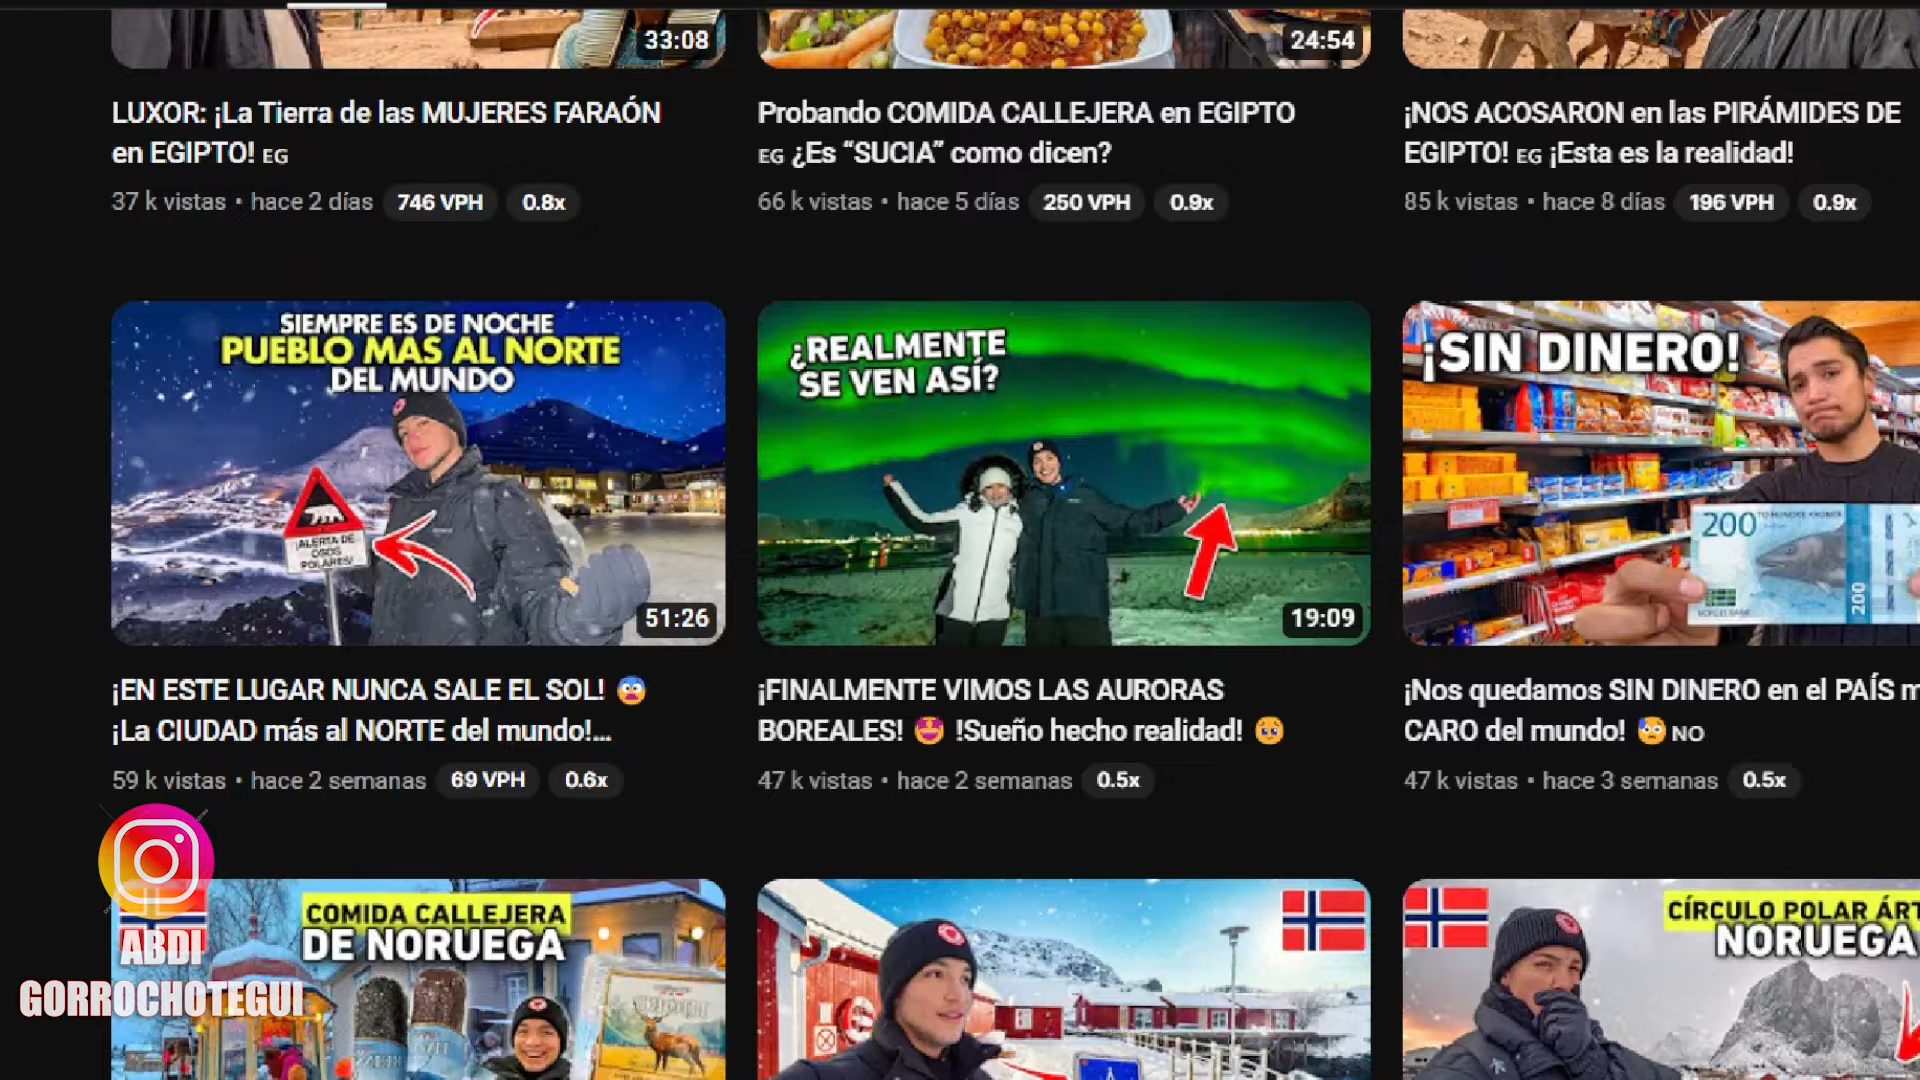 33:08
24:54
LUXOR: ¡La Tierra de las MUJERES FARAÓN
en EGIPTO! EG
37 k vistas • hace 2 días 746 VPH 0.8x
Probando COMIDA CALLEJERA en EGIPTO
EG ¿Es “SUCIA” como dicen?
66 k vistas • hace 5 días 250 VPH 0.9x
¡NOS ACOSARON en las PIRÁMIDES DE
EGIPTO! EG ¡Esta es la realidad!
85 k vistas • hace 8 días 196 VPH 0.9x
SIEMPRE ES DE NOCHE
PUEBLO MAS AL NORTE
DEL MUNDO
¡ALERTA DE
OSOS
POLARES!
51:26
¿REALMENTE
SE VEN ASÍ?
19:09
¡SIN DINERO!
200
200
¡EN ESTE LUGAR NUNCA SALE EL SOL! 😨
¡La CIUDAD más al NORTE del mundo!...
59 k vistas • hace 2 semanas 69 VPH 0.6x
¡FINALMENTE VIMOS LAS AURORAS
BOREALES! 🤩 !Sueño hecho realidad! 🥺
47 k vistas • hace 2 semanas 0.5x
¡Nos quedamos SIN DINERO en el PAÍS m
CARO del mundo! 😓 NO
47 k vistas • hace 3 semanas 0.5x
COMIDA CALLEJERA
DE NORUEGA
CÍRCULO POLAR ÁRT
NORUEGA
ABDI
GORROCHOTEGUI